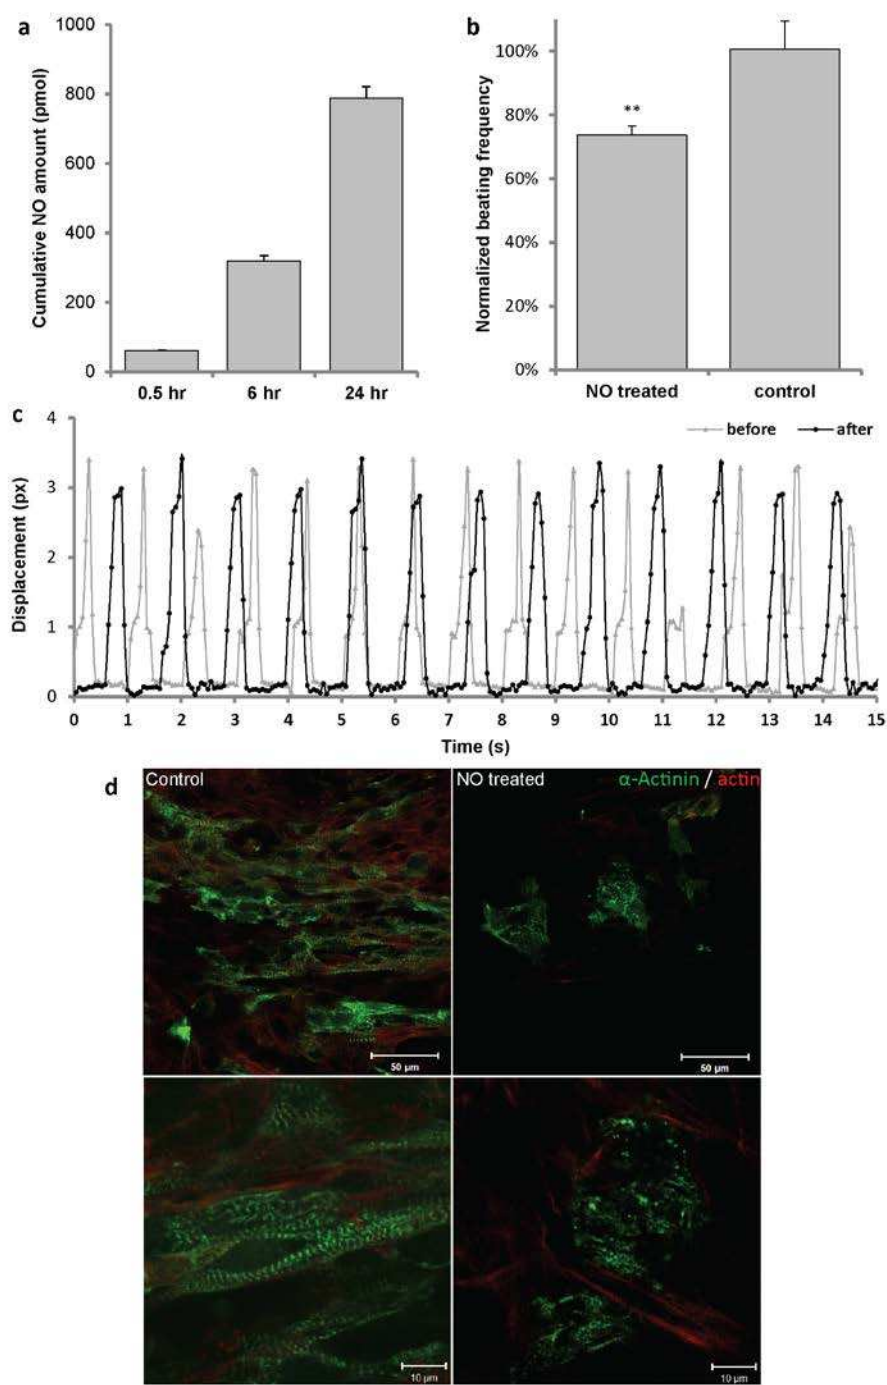 a
Cumulative NO amount (pmol)
1000
800
600
400
200
0
0.5 hr 6 hr 24 hr
b
Normalized beating frequency
100%
80%
60%
40%
20%
0%
**
NO treated control
c
Displacement (px)
4
3
2
1
0
before after
0 1 2 3 4 5 6 7 8 9 10 11 12 13 14 15
Time (s)
d
Control
NO treated α-Actinin / actin
50 µm
50 µm
10 µm
10 µm